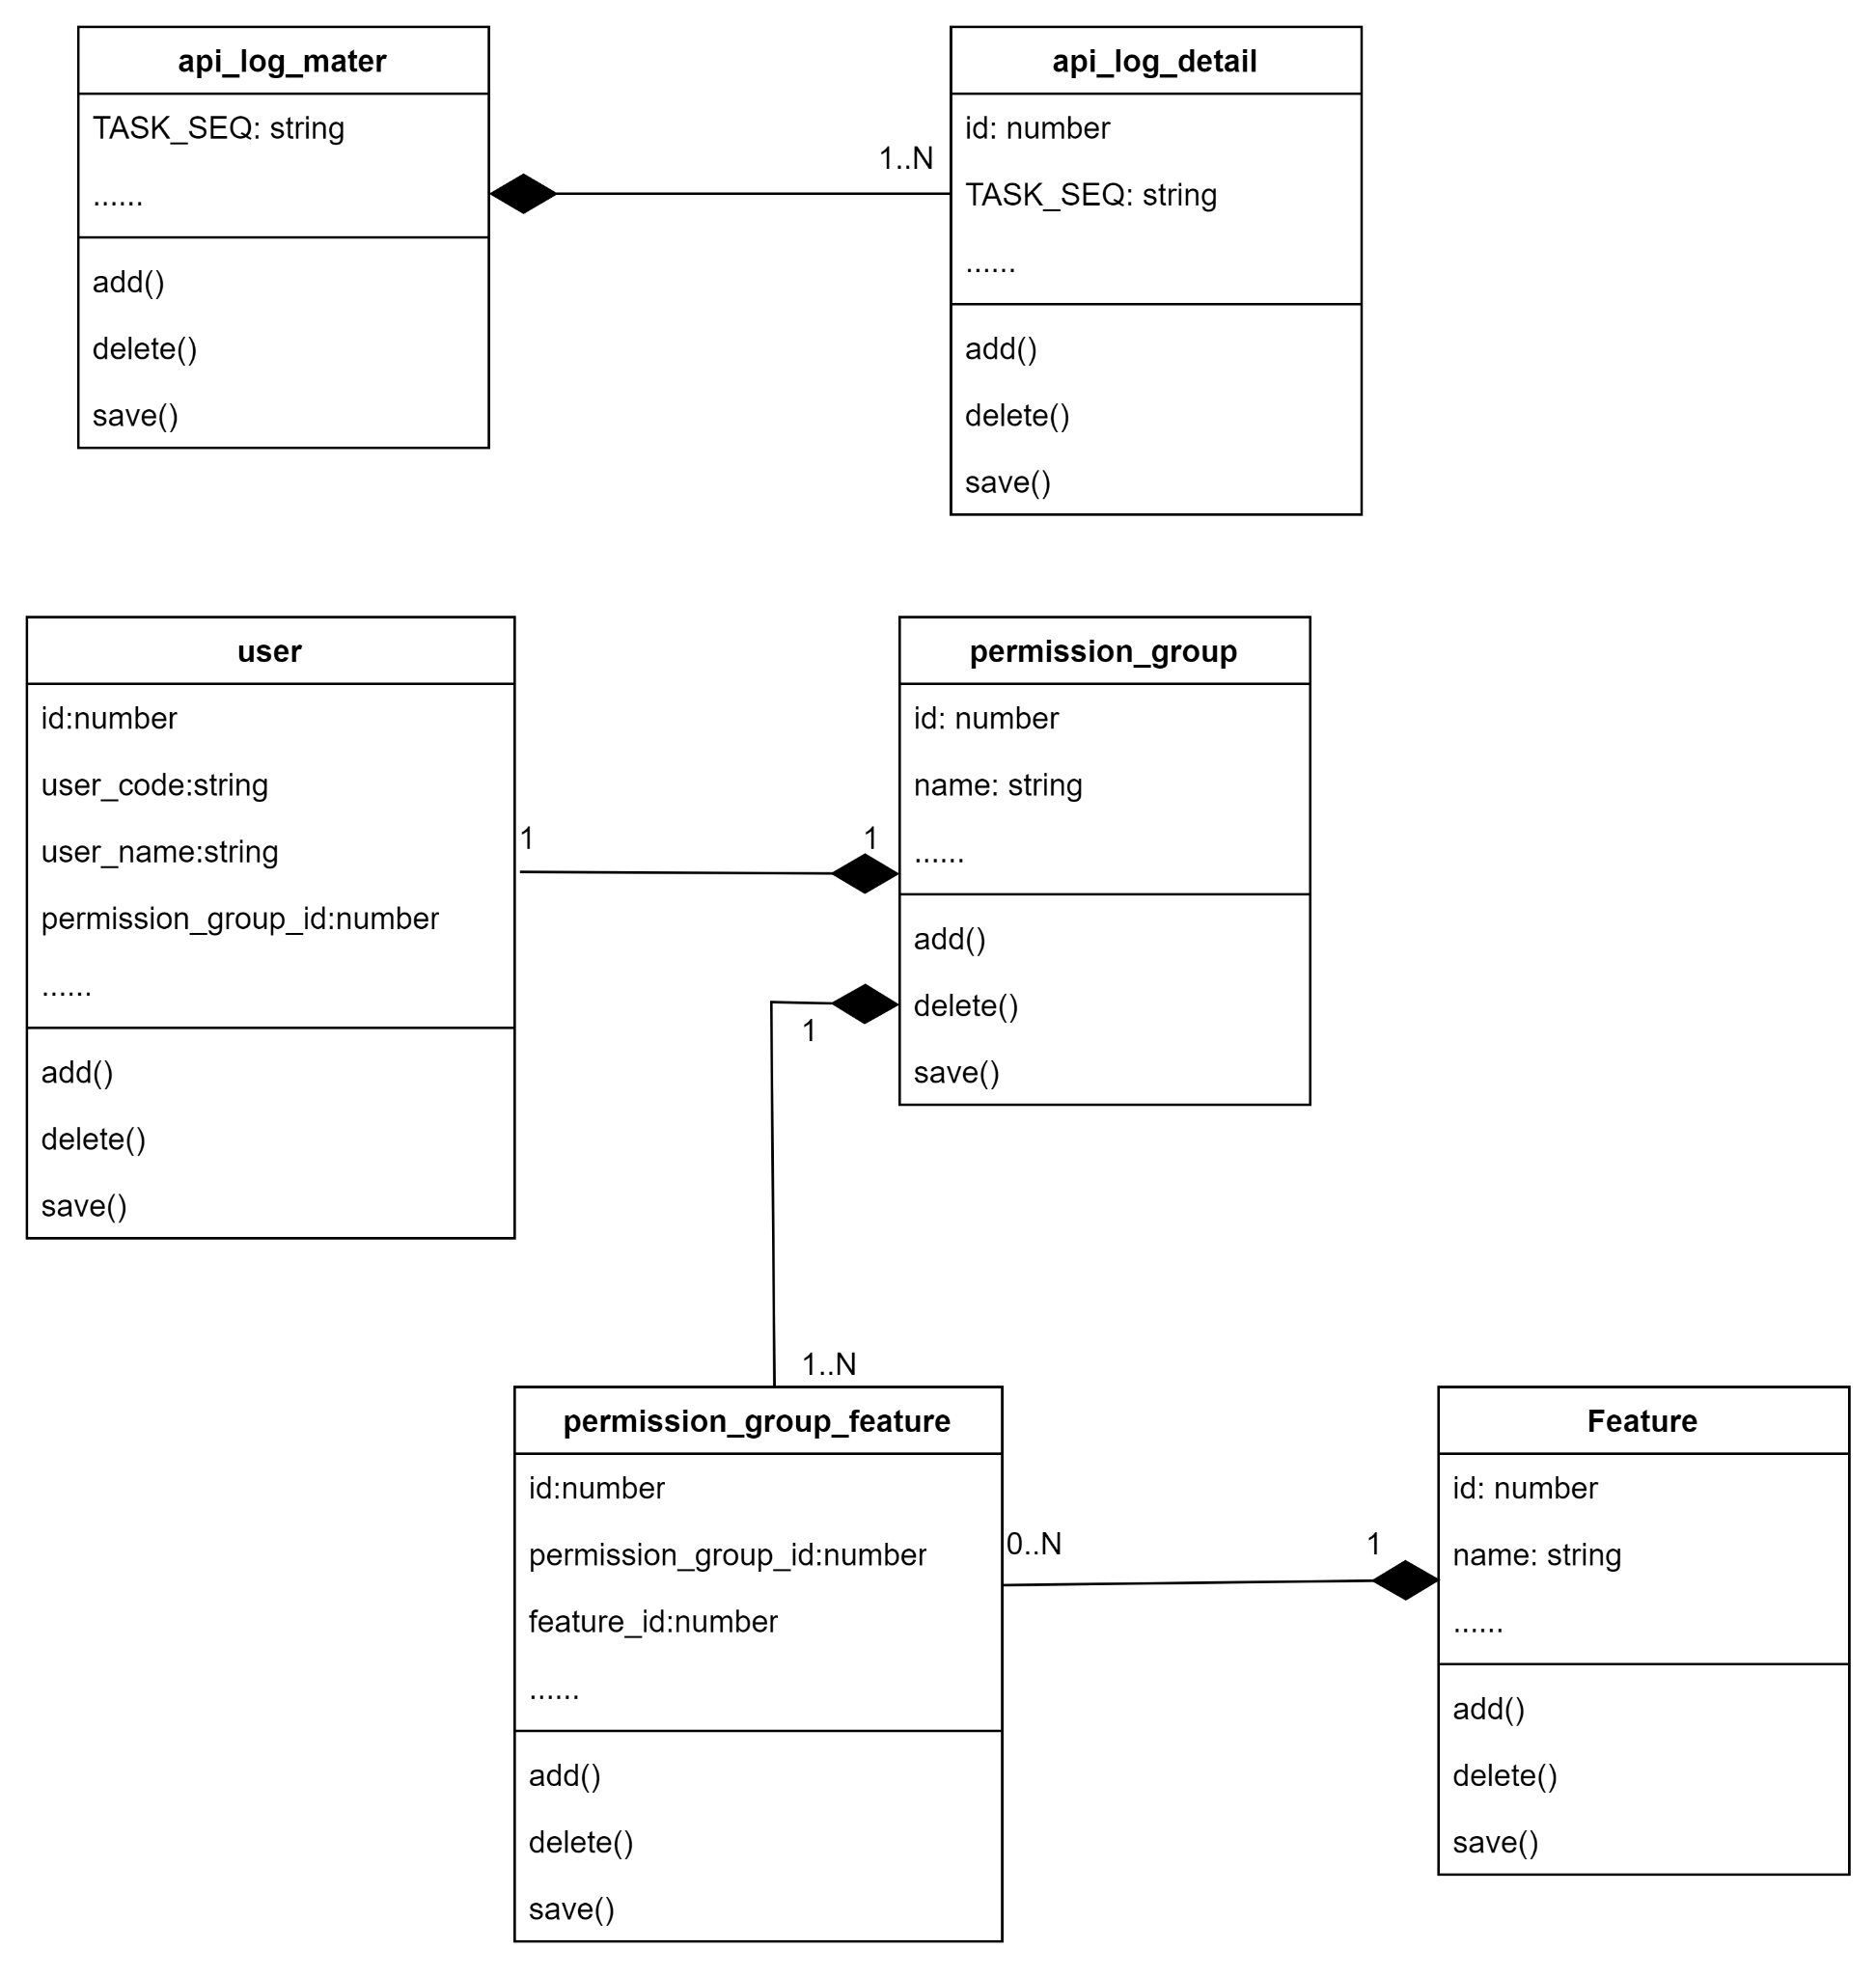 api_log_mater
TASK_SEQ: string
......
add()
delete()
save()
1..N
api_log_detail
id: number
TASK_SEQ: string
......
add()
delete()
save()
user
id:number
user_code:string
user_name:string
permission_group_id:number
......
add()
delete()
save()
1
1
permission_group
id: number
name: string
......
add()
delete()
save()
1
1..N
permission_group_feature
id:number
permission_group_id:number
feature_id:number
......
add()
delete()
save()
0..N
1
Feature
id: number
name: string
......
add()
delete()
save()